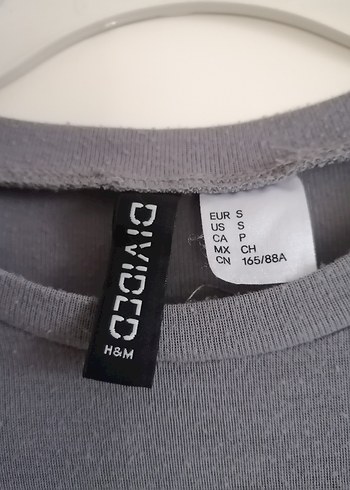 DIVIDED
H&M
EUR S
US S
CA P
MX CH
CN 165/88A